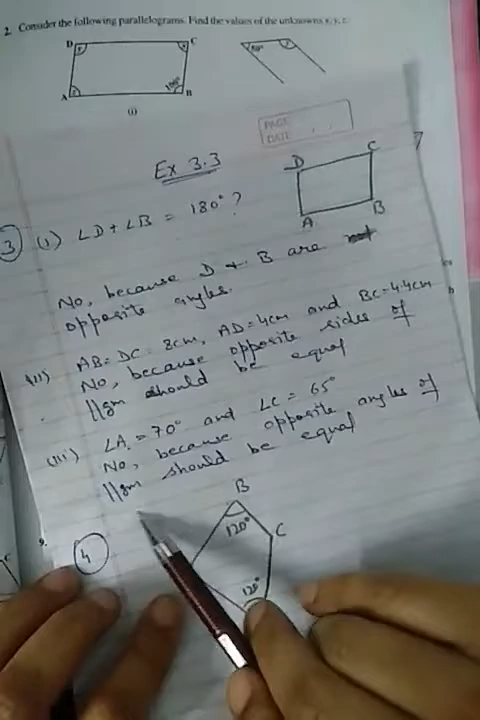 2. Consider the following parallelograms. Find the values of the unknowns x, y, z.
D C
A B
100°
(i)
PAGE
DATE
Ex 3.3
D C
A B
3 (i) ∠D + ∠B = 180° ?
No, because D & B are
opposite angles.
(ii) AB = DC = 8cm, AD = 4cm and BC = 4.4cm
No, because opposite sides of
||gm should be equal
(iii) ∠A = 70° and ∠C = 65°
No, because opposite angles of
||gm should be equal
9.
4
B
120°
C